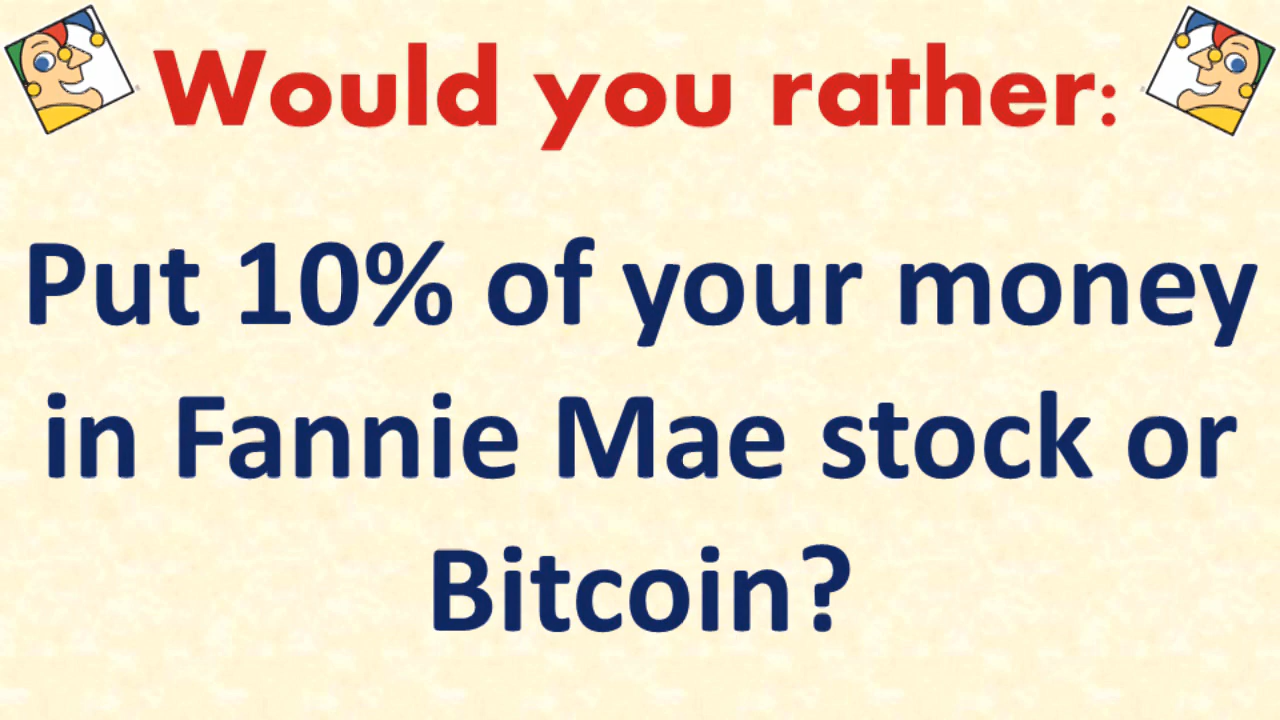 Would you rather:
Put 10% of your money
in Fannie Mae stock or
Bitcoin?